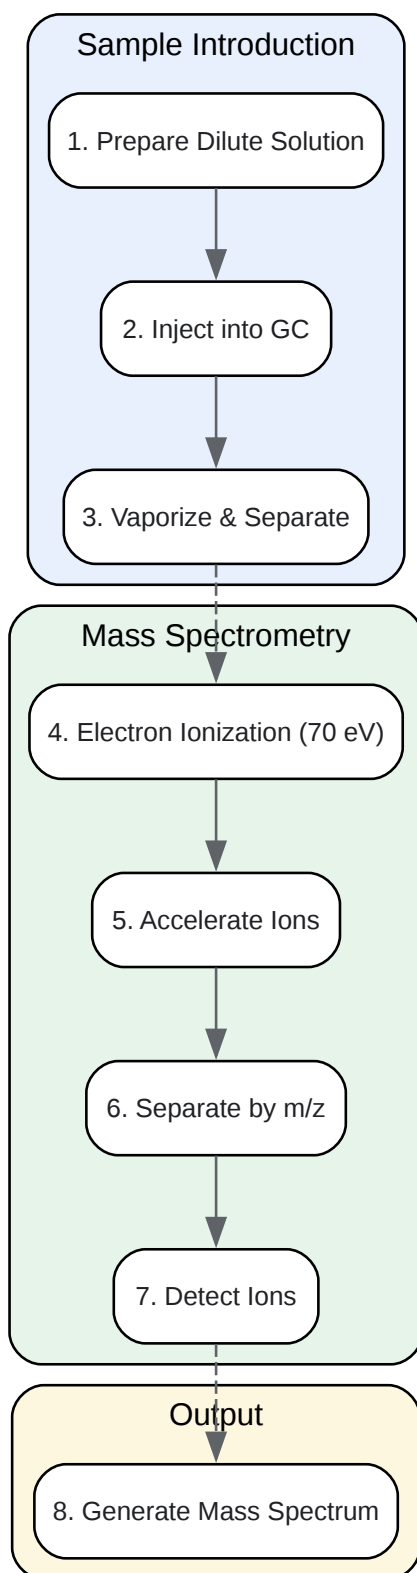 Sample Introduction
1. Prepare Dilute Solution
2. Inject into GC
3. Vaporize & Separate
Mass Spectrometry
4. Electron Ionization (70 eV)
5. Accelerate Ions
6. Separate by m/z
7. Detect Ions
Output
8. Generate Mass Spectrum